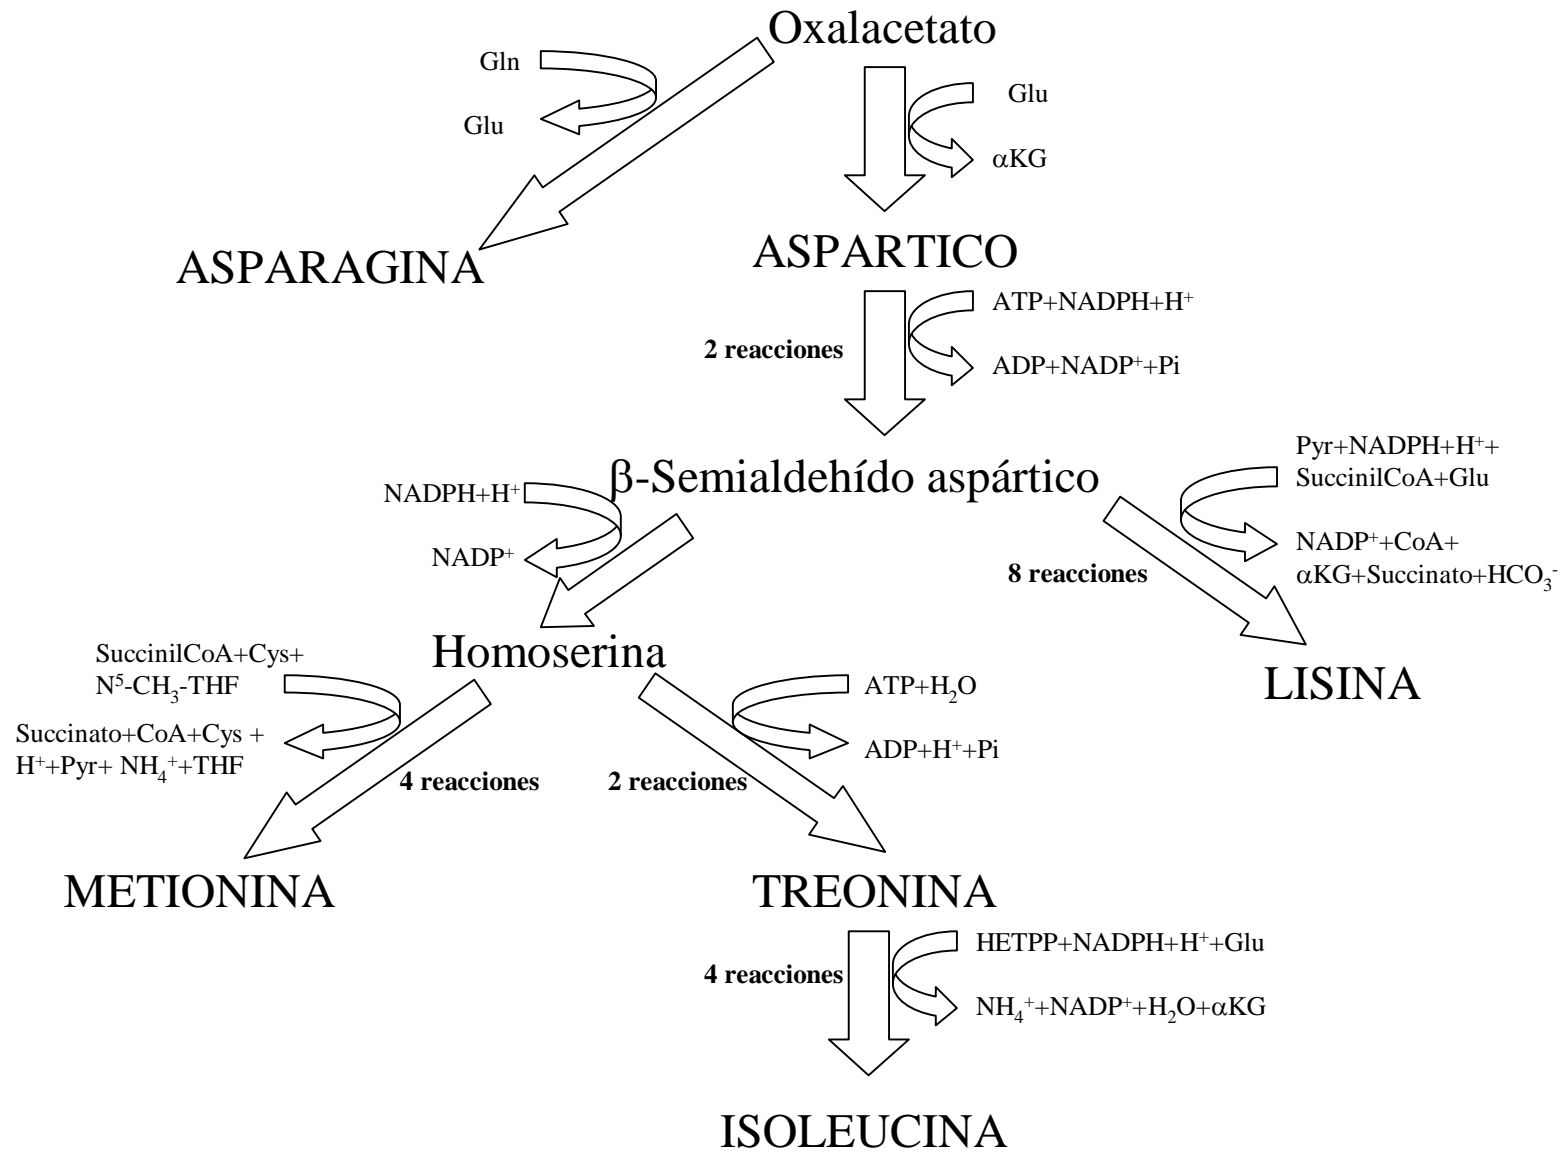 Oxalacetato
Gln
Glu
Glu
αKG
ASPARAGINA
ASPARTICO
ATP+NADPH+H⁺
2 reacciones
ADP+NADP⁺+Pi
β-Semialdehído aspártico
Pyr+NADPH+H⁺+
SuccinilCoA+Glu
NADPH+H⁺
NADP⁺
NADP⁺+CoA+
αKG+Succinato+HCO₃⁻
8 reacciones
Homoserina
LISINA
SuccinilCoA+Cys+
N⁵-CH₃-THF
Succinato+CoA+Cys +
H⁺+Pyr+ NH₄⁺+THF
ATP+H₂O
ADP+H⁺+Pi
4 reacciones
2 reacciones
METIONINA
TREONINA
HETPP+NADPH+H⁺+Glu
4 reacciones
NH₄⁺+NADP⁺+H₂O+αKG
ISOLEUCINA